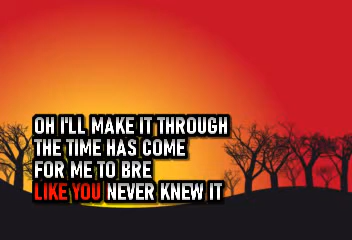 OH I'LL MAKE IT THROUGH
THE TIME HAS COME
FOR ME TO BRE
LIKE YOU NEVER KNEW IT